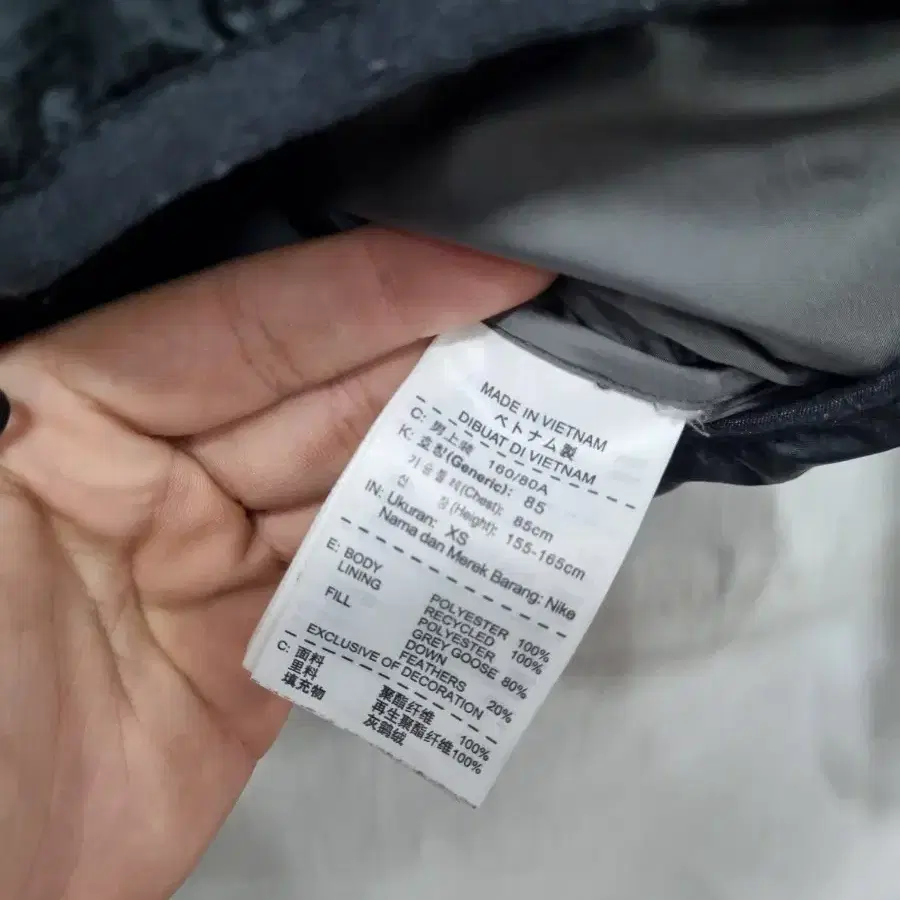 MADE IN VIETNAM
ベトナム製
DIBUAT DI VIETNAM
C: 男上装 160/80A
K: 호칭(Generic): 85
가슴둘레(Chest): 85cm
신 장(Height): 155-165cm
IN: Ukuran: XS
Nama dan Merek Barang: Nike
E: BODY POLYESTER 100%
LINING RECYCLED
POLYESTER 100%
FILL GREY GOOSE
DOWN 80%
FEATHERS 20%
EXCLUSIVE OF DECORATION
C: 面料 聚酯纤维 100%
里料 再生聚酯纤维100%
填充物 灰鹅绒